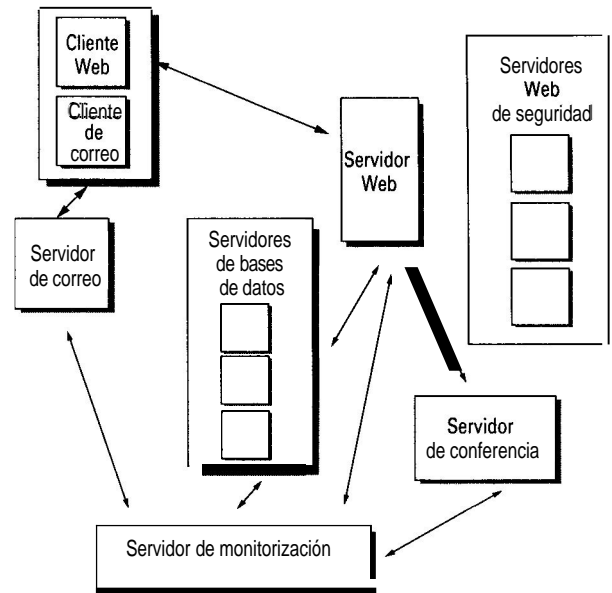 Cliente
Web
Cliente
de
correo
Servidores
Web
de seguridad
Servidor
Web
Servidor
de correo
Servidores
de bases
de datos
Servidor
de conferencia
Servidor de monitorización